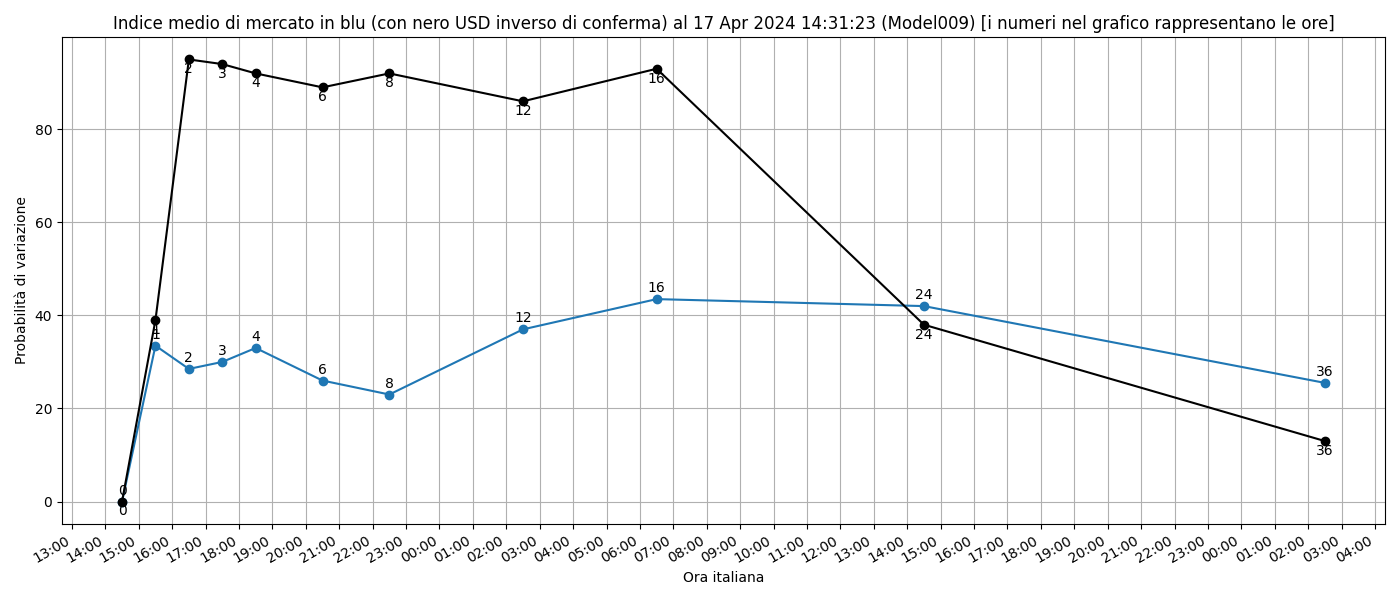 Indice medio di mercato in blu (con nero USD inverso di conferma) al 17 Apr 2024 14:31:23 (Model009) [i numeri nel grafico rappresentano le ore]
Probabilità di variazione
80
60
40
20
0
0 1 2 3 4 6 8 12 16 24 36
0 1 2 3 4 6 8 12 16 24 36
13:00 14:00 15:00 16:00 17:00 18:00 19:00 20:00 21:00 22:00 23:00 00:00 01:00 02:00 03:00 04:00 05:00 06:00 07:00 08:00 09:00 10:00 11:00 12:00 13:00 14:00 15:00 16:00 17:00 18:00 19:00 20:00 21:00 22:00 23:00 00:00 01:00 02:00 03:00 04:00
Ora italiana